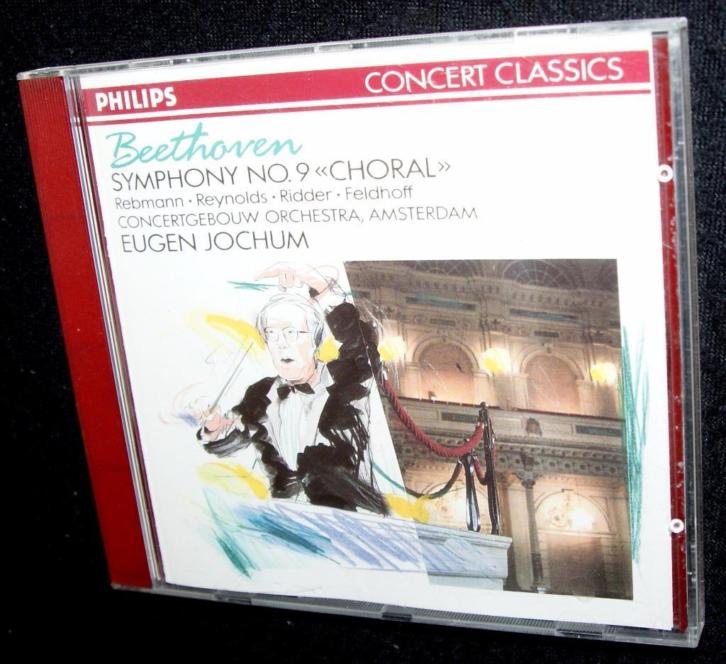 PHILIPS
CONCERT CLASSICS
Beethoven
SYMPHONY NO. 9 «CHORAL»
Rebmann · Reynolds · Ridder · Feldhoff
CONCERTGEBOUW ORCHESTRA, AMSTERDAM
EUGEN JOCHUM